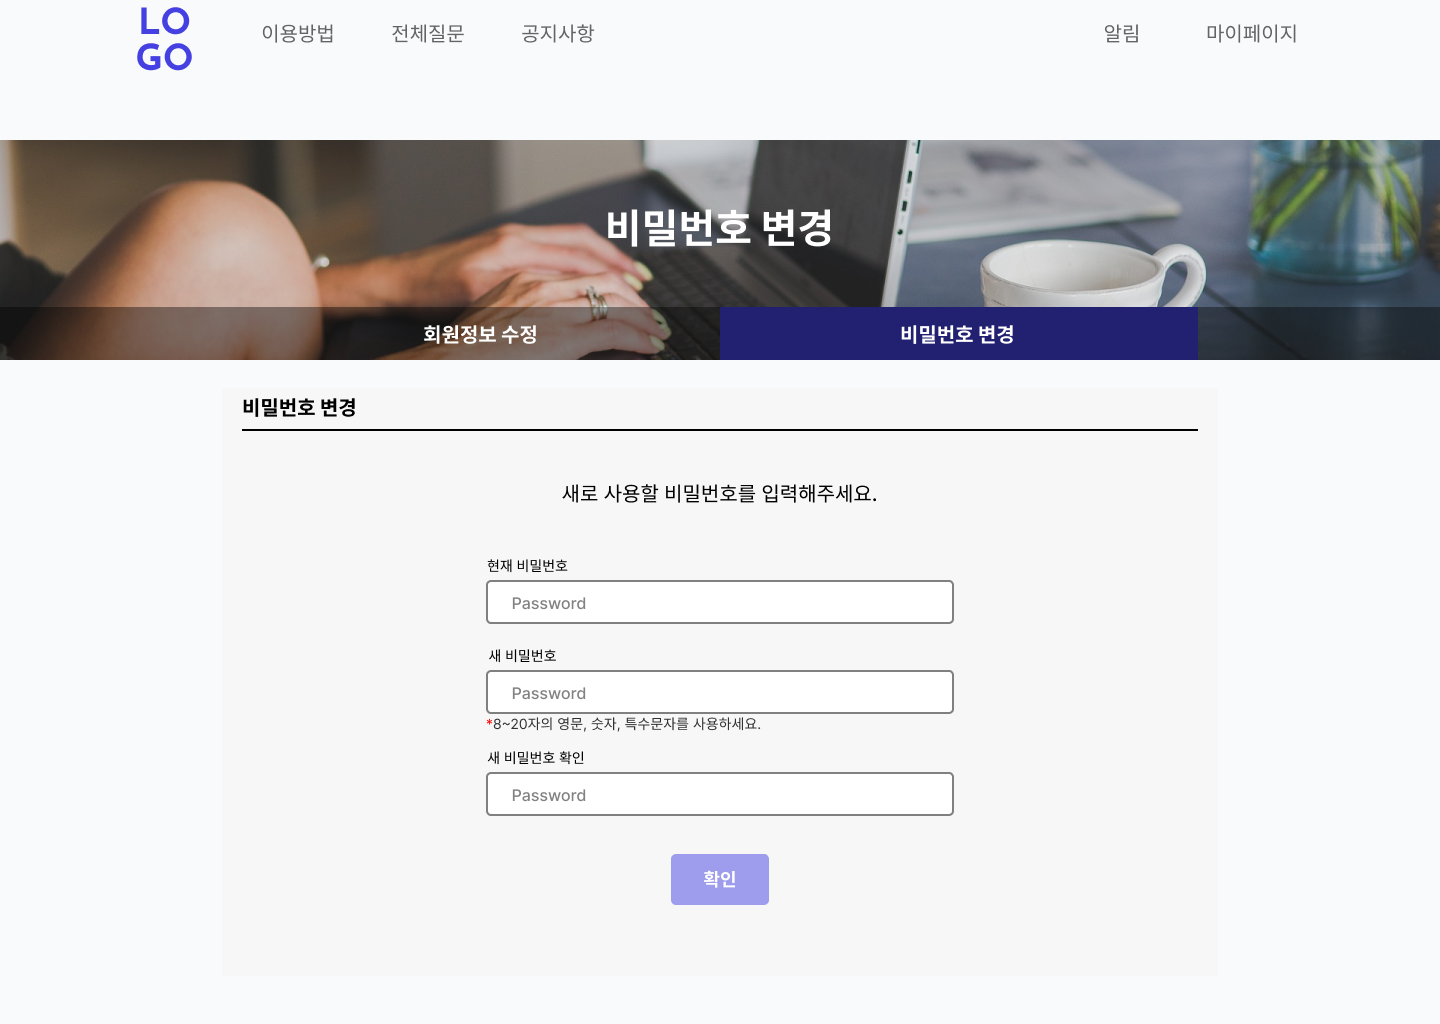 LO
GO
이용방법 전체질문 공지사항 알림 마이페이지
비밀번호 변경
회원정보 수정 비밀번호 변경
비밀번호 변경
새로 사용할 비밀번호를 입력해주세요.
현재 비밀번호
Password
새 비밀번호
Password
*8~20자의 영문, 숫자, 특수문자를 사용하세요.
새 비밀번호 확인
Password
확인